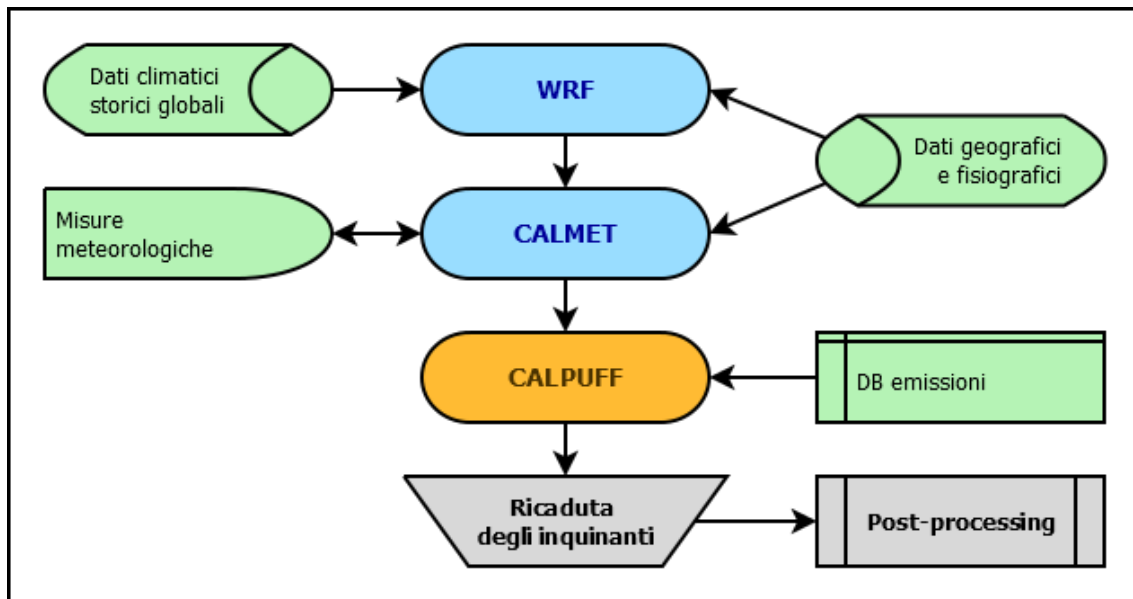 Dati climatici
storici globali
WRF
Dati geografici
e fisiografici
Misure
meteorologiche
CALMET
CALPUFF
DB emissioni
Ricaduta
degli inquinanti
Post-processing